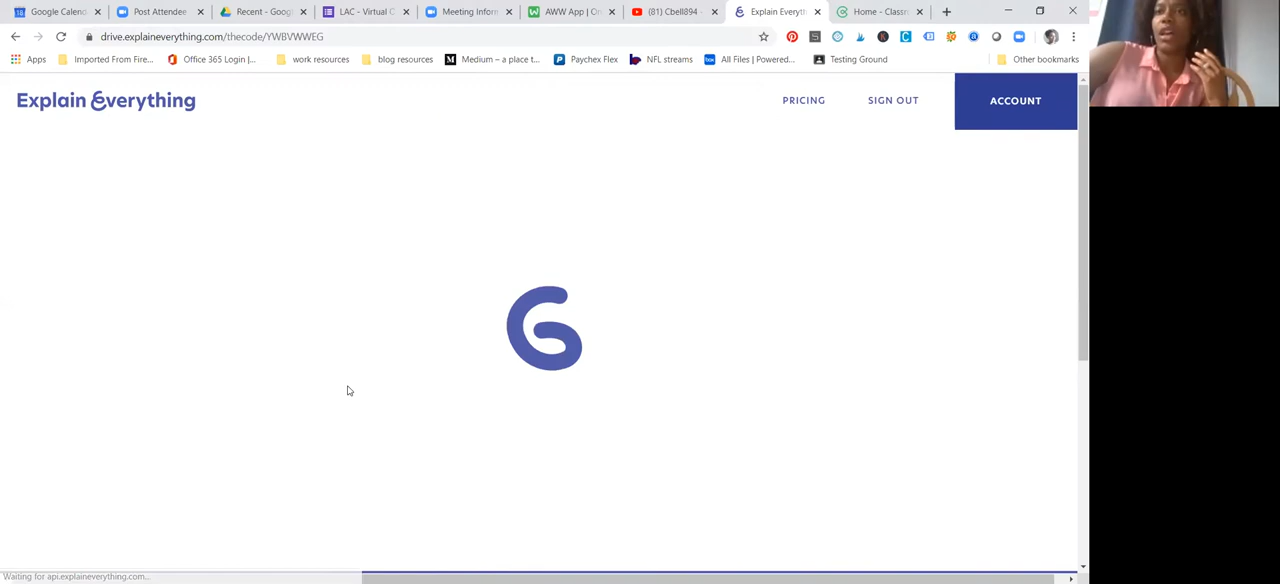 18 Google Calend Post Attendee Recent - Googl LAC - Virtual C Meeting Infor AWW App | On (81) Cbell894 - Explain Everyth Home - Classr
drive.explaineverything.com/thecode/YWBVWWEG
Apps Imported From Fire... Office 365 Login |... work resources blog resources Medium – a place t... Paychex Flex NFL streams box All Files | Powered... Testing Ground Other bookmarks
Explain Everything PRICING SIGN OUT ACCOUNT
Waiting for api.explaineverything.com...